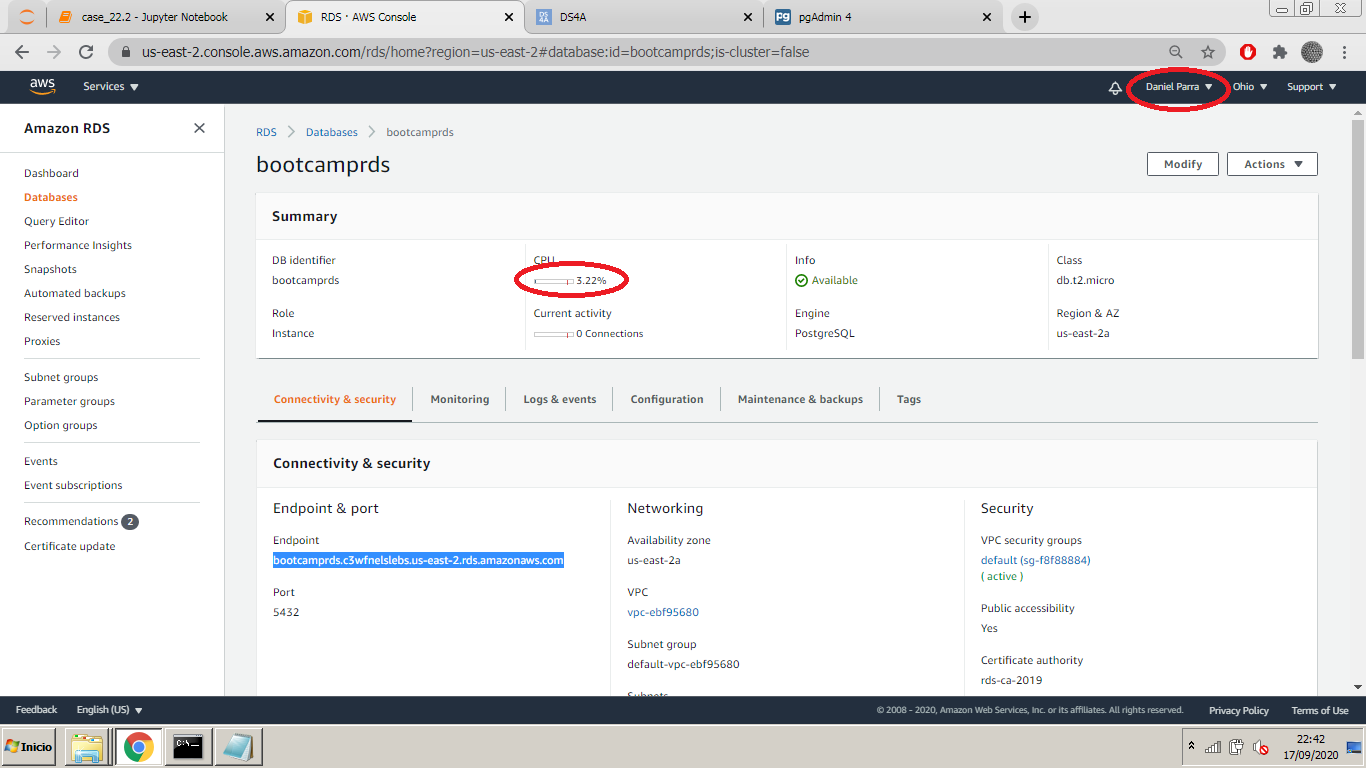 case_22.2 - Jupyter Notebook
RDS · AWS Console
DS4A
pgAdmin 4
us-east-2.console.aws.amazon.com/rds/home?region=us-east-2#database:id=bootcamprds;is-cluster=false
aws
Services
Daniel Parra
Ohio
Support
Amazon RDS
Dashboard
Databases
Query Editor
Performance Insights
Snapshots
Automated backups
Reserved instances
Proxies
Subnet groups
Parameter groups
Option groups
Events
Event subscriptions
Recommendations 2
Certificate update
RDS > Databases > bootcamprds
bootcamprds
Modify
Actions
Summary
DB identifier
bootcamprds
CPU
3.22%
Info
Available
Class
db.t2.micro
Role
Instance
Current activity
0 Connections
Engine
PostgreSQL
Region & AZ
us-east-2a
Connectivity & security
Monitoring
Logs & events
Configuration
Maintenance & backups
Tags
Connectivity & security
Endpoint & port
Endpoint
bootcamprds.c3wfnelslebs.us-east-2.rds.amazonaws.com
Port
5432
Networking
Availability zone
us-east-2a
VPC
vpc-ebf95680
Subnet group
default-vpc-ebf95680
Subnets
Security
VPC security groups
default (sg-f8f88884)
( active )
Public accessibility
Yes
Certificate authority
rds-ca-2019
Feedback
English (US)
© 2008 - 2020, Amazon Web Services, Inc. or its affiliates. All rights reserved.
Privacy Policy
Terms of Use
Inicio
22:42
17/09/2020